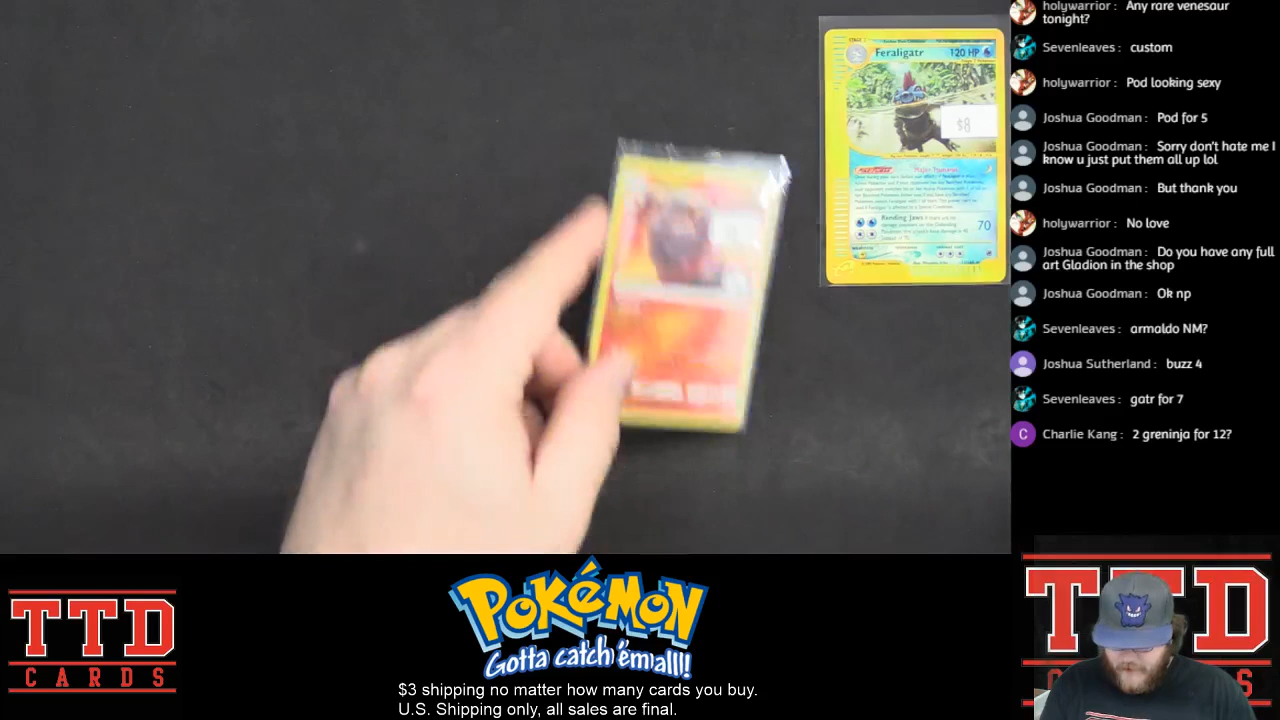 holywarrior : Any rare venesaur
tonight?
Sevenleaves : custom
holywarrior : Pod looking sexy
Joshua Goodman : Pod for 5
Joshua Goodman : Sorry don't hate me I
know u just put them all up lol
Joshua Goodman : But thank you
holywarrior : No love
Joshua Goodman : Do you have any full
art Gladion in the shop
Joshua Goodman : Ok np
Sevenleaves : armaldo NM?
Joshua Sutherland : buzz 4
Sevenleaves : gatr for 7
C Charlie Kang : 2 greninja for 12?
Feraligatr 120 HP
$8
Rending Jaws
70
TTD
CARDS
POKéMON
Gotta catch 'em all!
$3 shipping no matter how many cards you buy.
U.S. Shipping only, all sales are final.
TTD